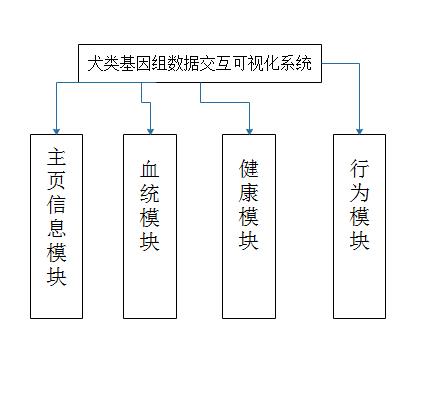 犬类基因组数据交互可视化系统
主页信息模块
血统模块
健康模块
行为模块